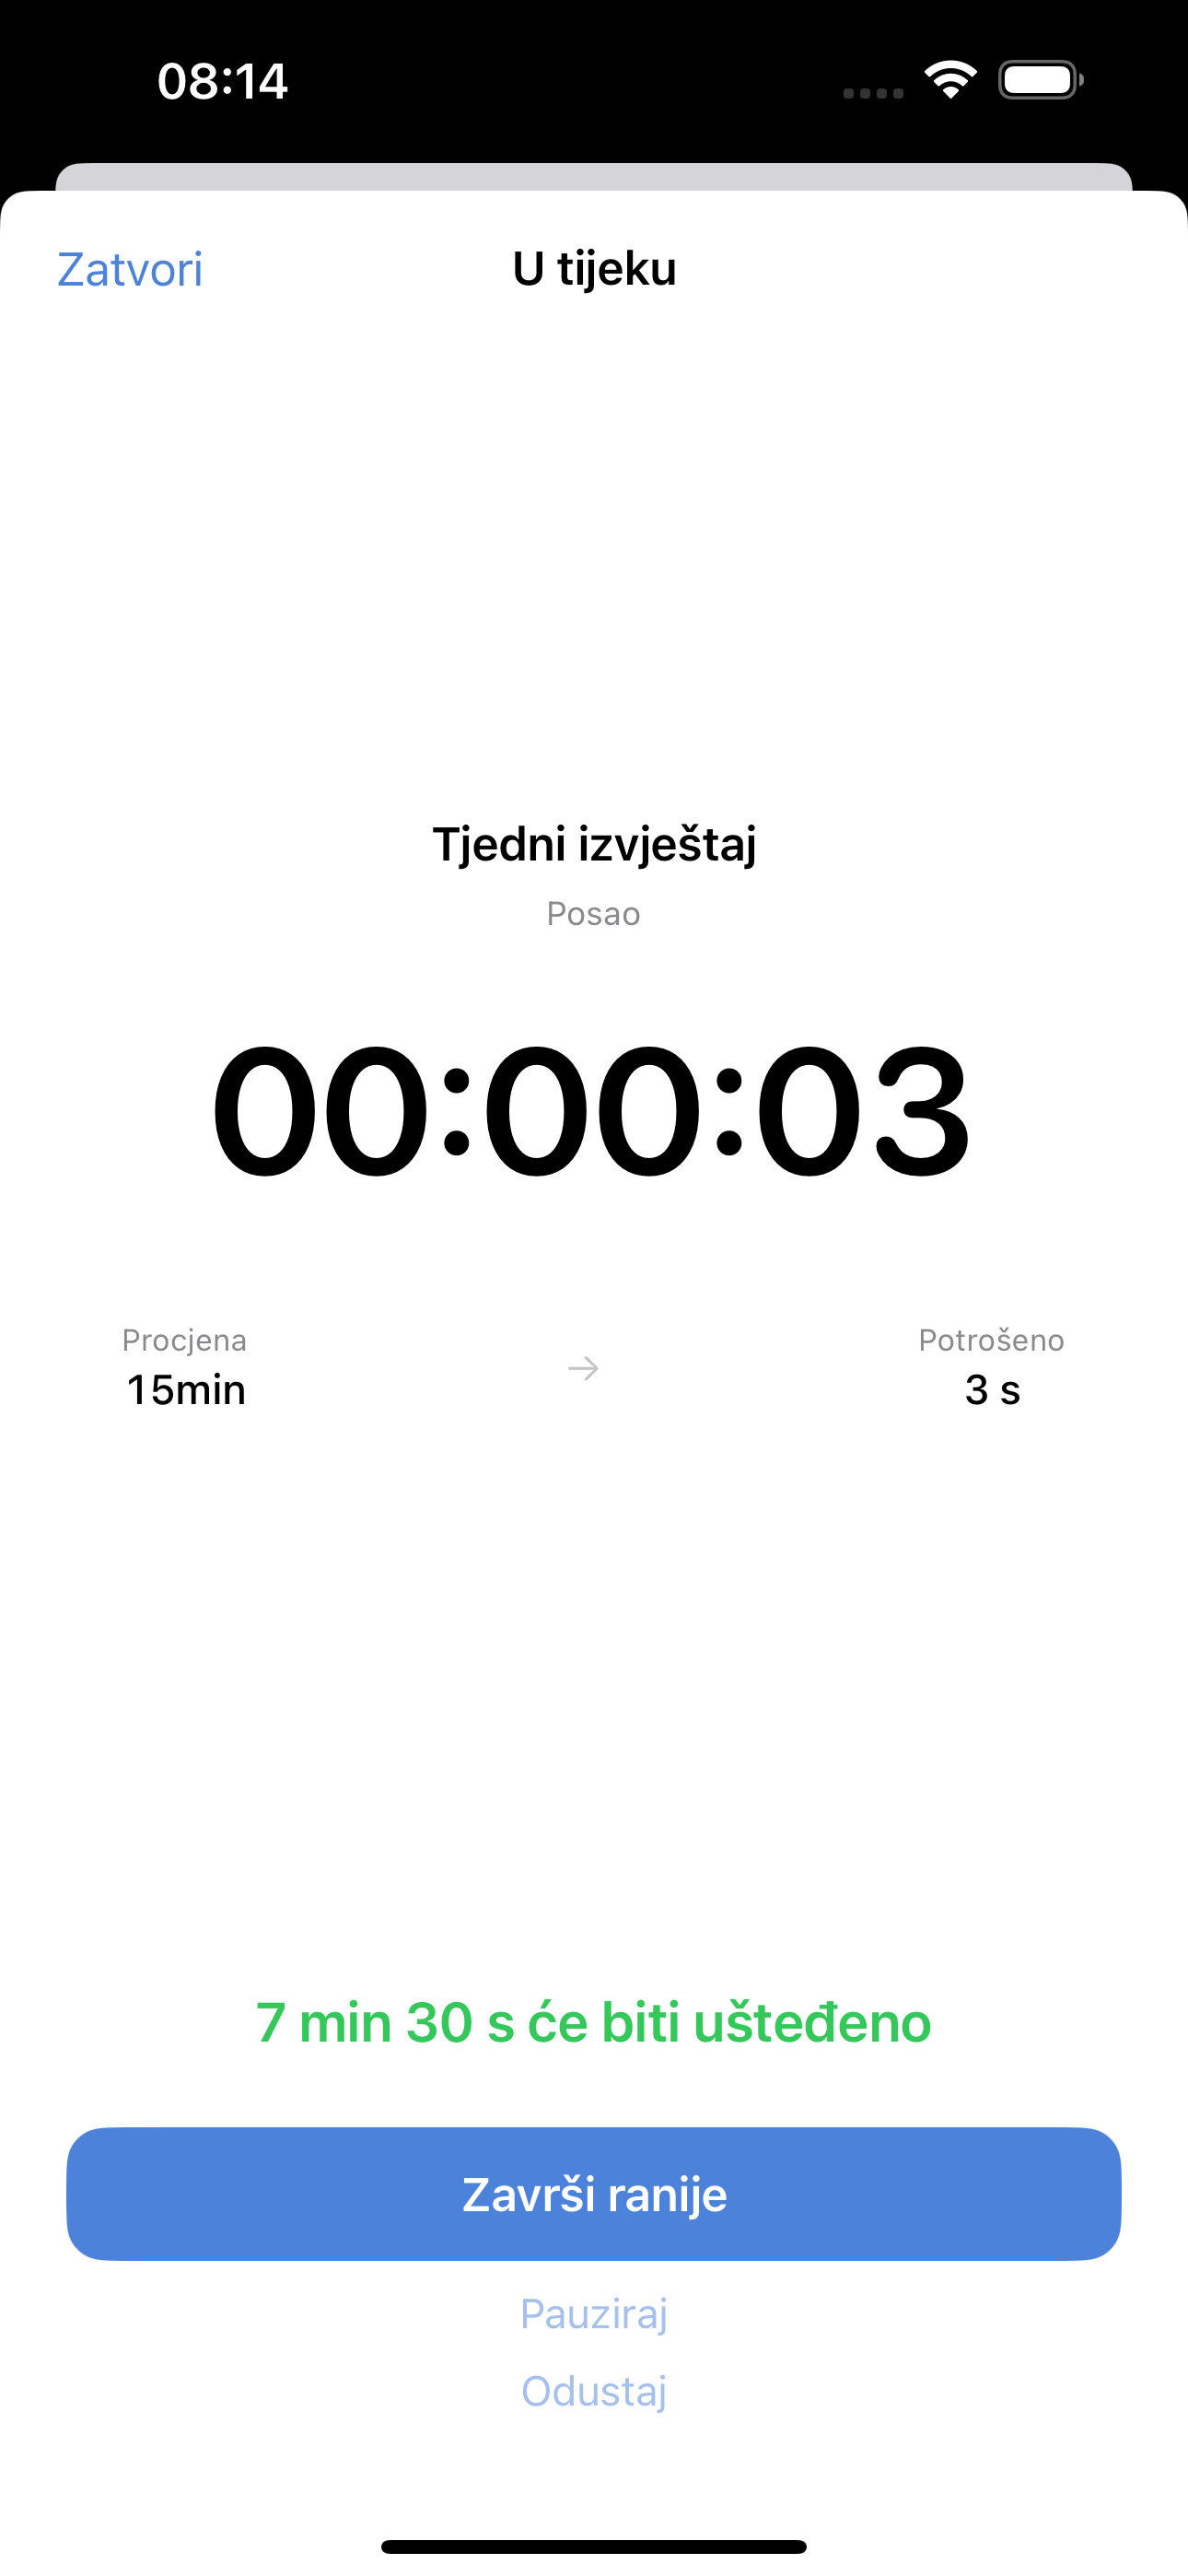 08:14
Zatvori
U tijeku
Tjedni izvještaj
Posao
00:00:03
Procjena
Potrošeno
15min
→
3 s
7 min 30 s će biti ušteđeno
Završi ranije
Pauziraj
Odustaj